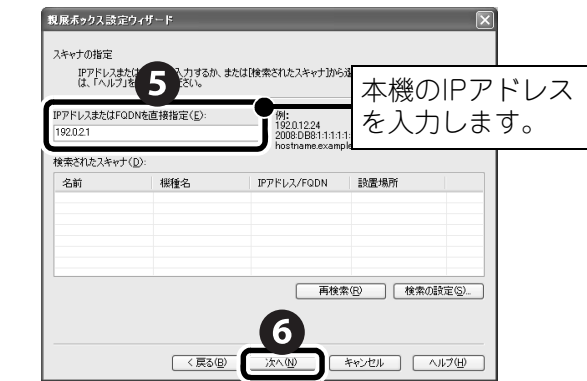 親展ボックス設定ウィザード
スキャナの指定
IPアドレスまたは 入力するか、または[検索されたスキャナ]から
は、「ヘルプ」を さい。
5
本機のIPアドレス
を入力します。
IPアドレスまたはFQDNを直接指定(E):
192.0.2.1
例:
192.0.12.24
2008:DB8:1:1:1:1:
hostname.example
検索されたスキャナ(D):
名前 機種名 IPアドレス/FQDN 設置場所
再検索(R) 検索の設定(S)...
6
< 戻る(B) 次へ(N) キャンセル ヘルプ(H)